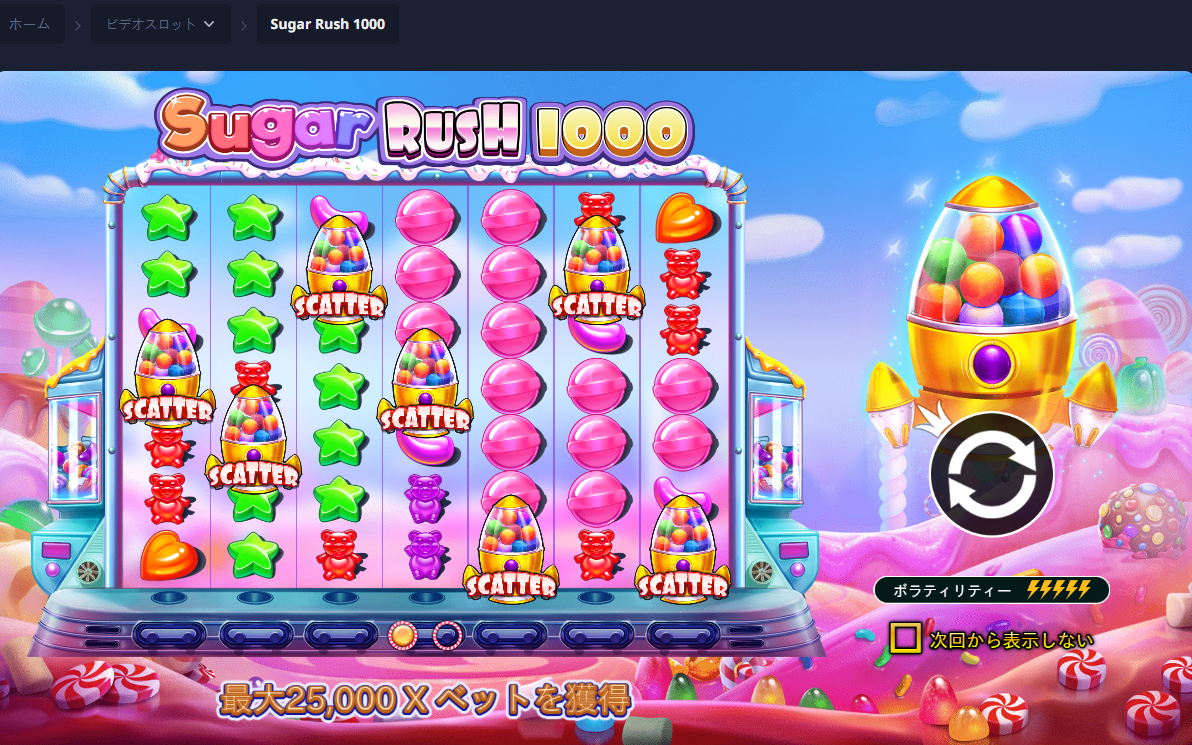 ホーム
ビデオスロット
Sugar Rush 1000
Sugar RUSH 1000
SCATTER
SCATTER
SCATTER
SCATTER
SCATTER
SCATTER
SCATTER
ボラティリティー
次回から表示しない
最大25,000 X ベットを獲得